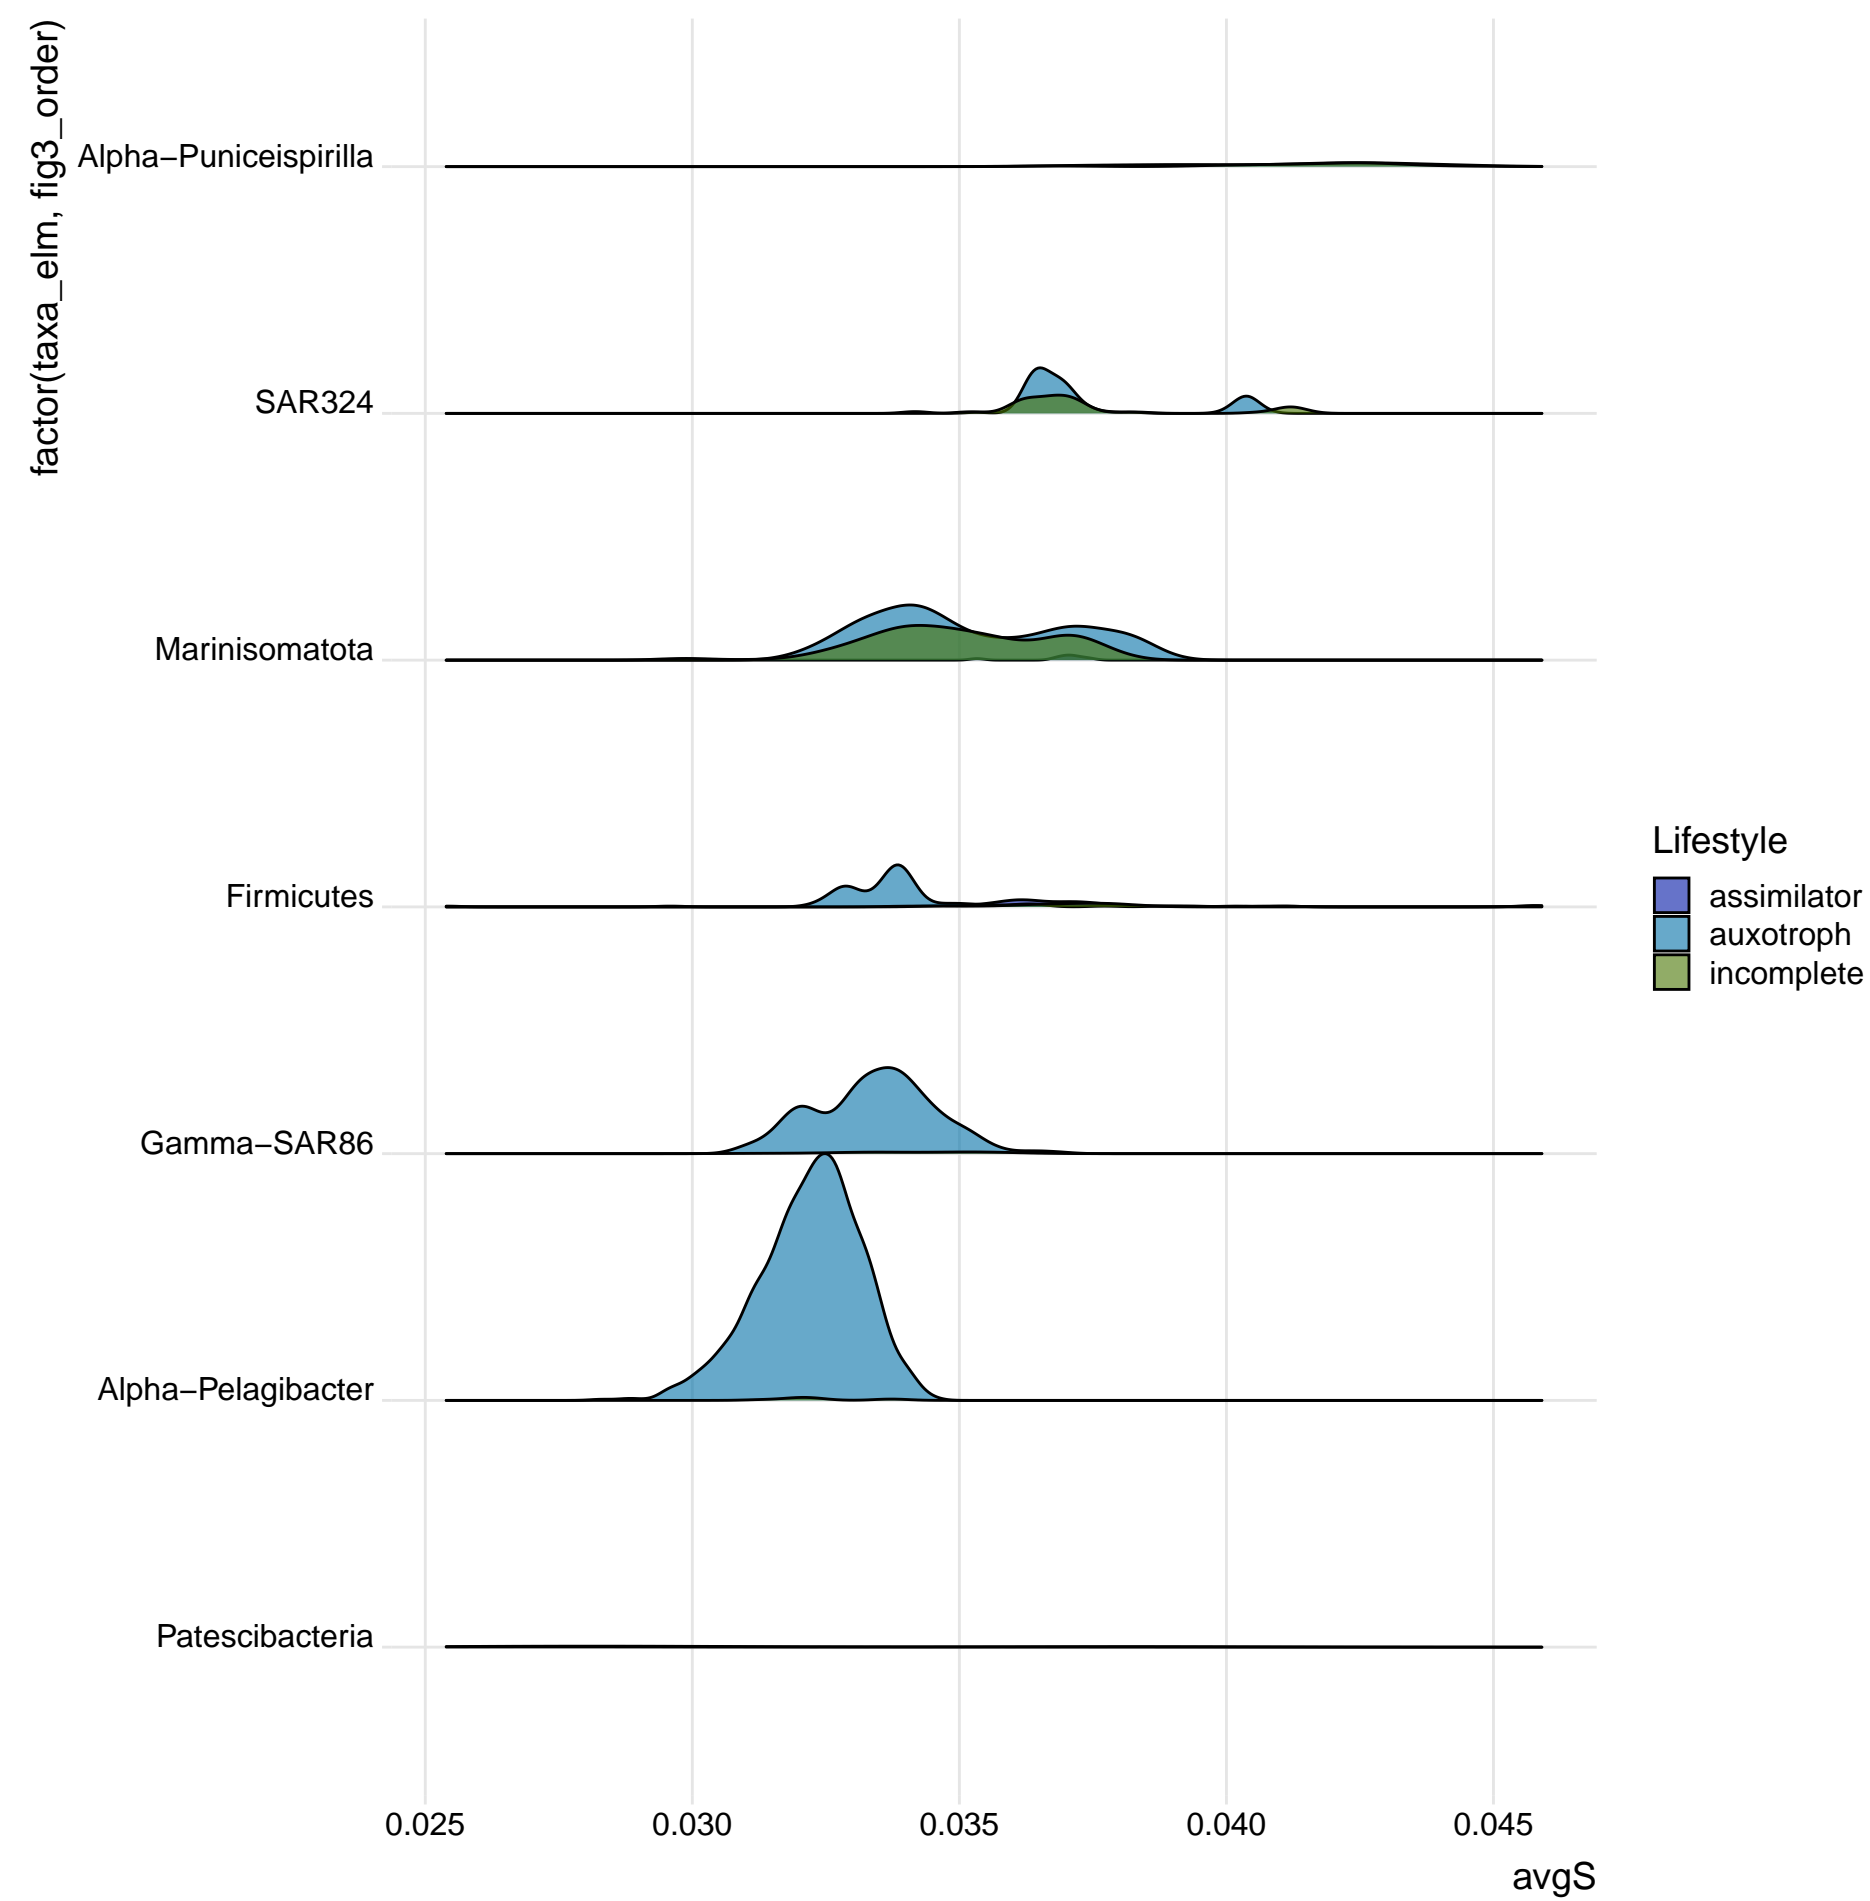 factor(taxa_elm, fig3_order)
Alpha−Puniceispirilla
SAR324
Marinisomatota
Firmicutes
Gamma−SAR86
Alpha−Pelagibacter
Patescibacteria
0.025 0.030 0.035 0.040 0.045
avgS
Lifestyle
assimilator
auxotroph
incomplete